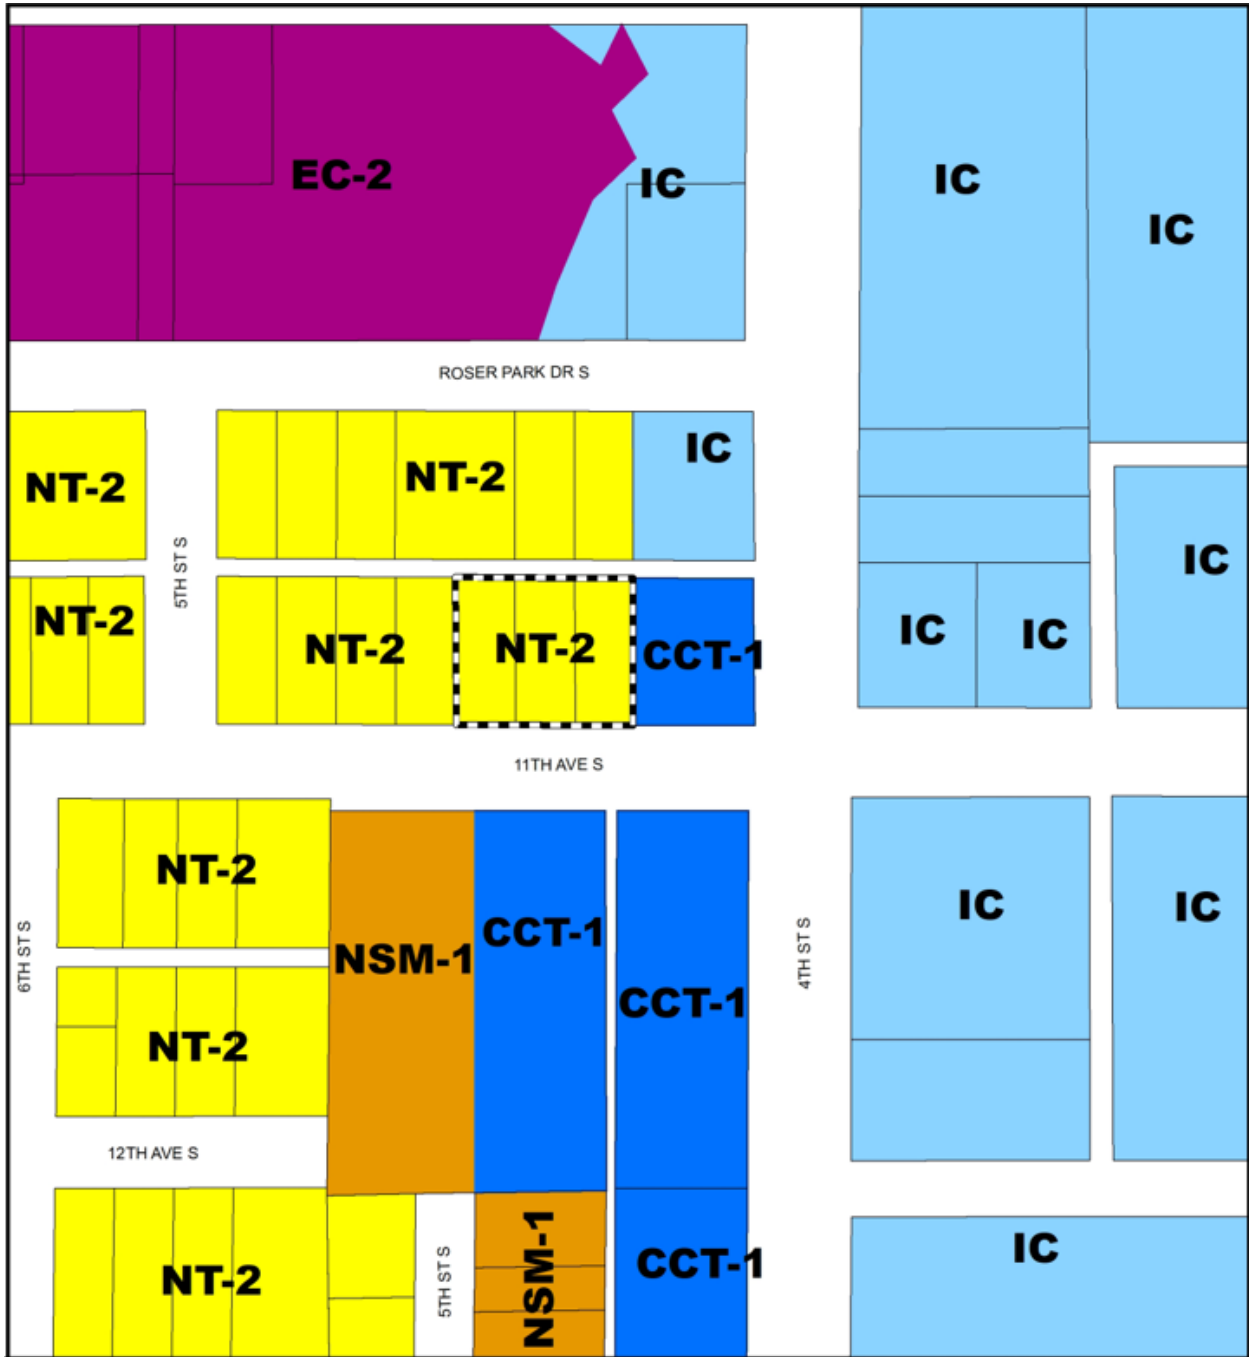 EC-2
IC
IC
IC
ROSER PARK DR S
NT-2
NT-2
IC
5TH ST S
IC
NT-2
NT-2
NT-2
CCT-1
IC
IC
11TH AVE S
NT-2
NSM-1
CCT-1
CCT-1
IC
IC
6TH ST S
4TH ST S
NT-2
12TH AVE S
NT-2
5TH ST S
NSM-1
CCT-1
IC